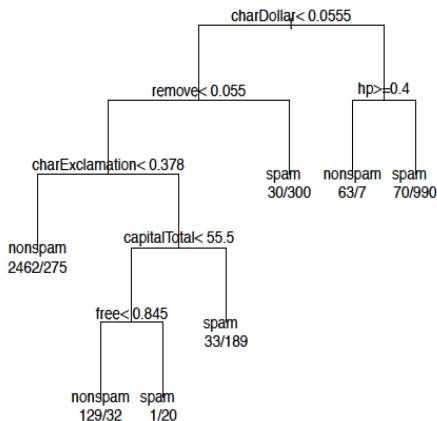 charDollar< 0.0555
remove< 0.055
hp>=0.4
charExclamation< 0.378
spam
30/300
nonspam
63/7
spam
70/990
nonspam
2462/275
capitalTotal< 55.5
free< 0.845
spam
33/189
nonspam
129/32
spam
1/20